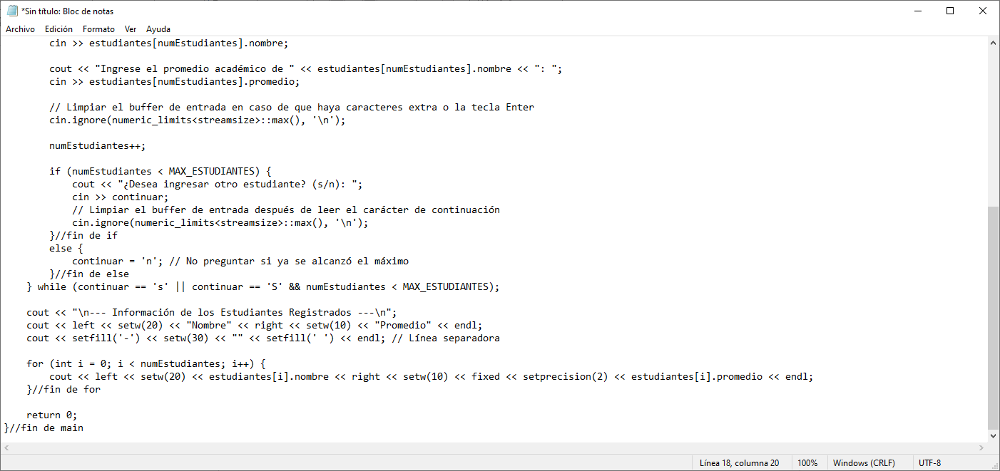 *Sin título: Bloc de notas
Archivo Edición Formato Ver Ayuda
        cin >> estudiantes[numEstudiantes].nombre;

        cout << "Ingrese el promedio académico de " << estudiantes[numEstudiantes].nombre << ": ";
        cin >> estudiantes[numEstudiantes].promedio;

        // Limpiar el buffer de entrada en caso de que haya caracteres extra o la tecla Enter
        cin.ignore(numeric_limits<streamsize>::max(), '\n');

        numEstudiantes++;

        if (numEstudiantes < MAX_ESTUDIANTES) {
            cout << "¿Desea ingresar otro estudiante? (s/n): ";
            cin >> continuar;
            // Limpiar el buffer de entrada después de leer el carácter de continuación
            cin.ignore(numeric_limits<streamsize>::max(), '\n');
        }//fin de if
        else {
            continuar = 'n'; // No preguntar si ya se alcanzó el máximo
        }//fin de else
    } while (continuar == 's' || continuar == 'S' && numEstudiantes < MAX_ESTUDIANTES);

    cout << "\n--- Información de los Estudiantes Registrados ---\n";
    cout << left << setw(20) << "Nombre" << right << setw(10) << "Promedio" << endl;
    cout << setfill('-') << setw(30) << "" << setfill(' ') << endl; // Línea separadora

    for (int i = 0; i < numEstudiantes; i++) {
        cout << left << setw(20) << estudiantes[i].nombre << right << setw(10) << fixed << setprecision(2) << estudiantes[i].promedio << endl;
    }//fin de for

    return 0;
}//fin de main
Línea 18, columna 20 100% Windows (CRLF) UTF-8